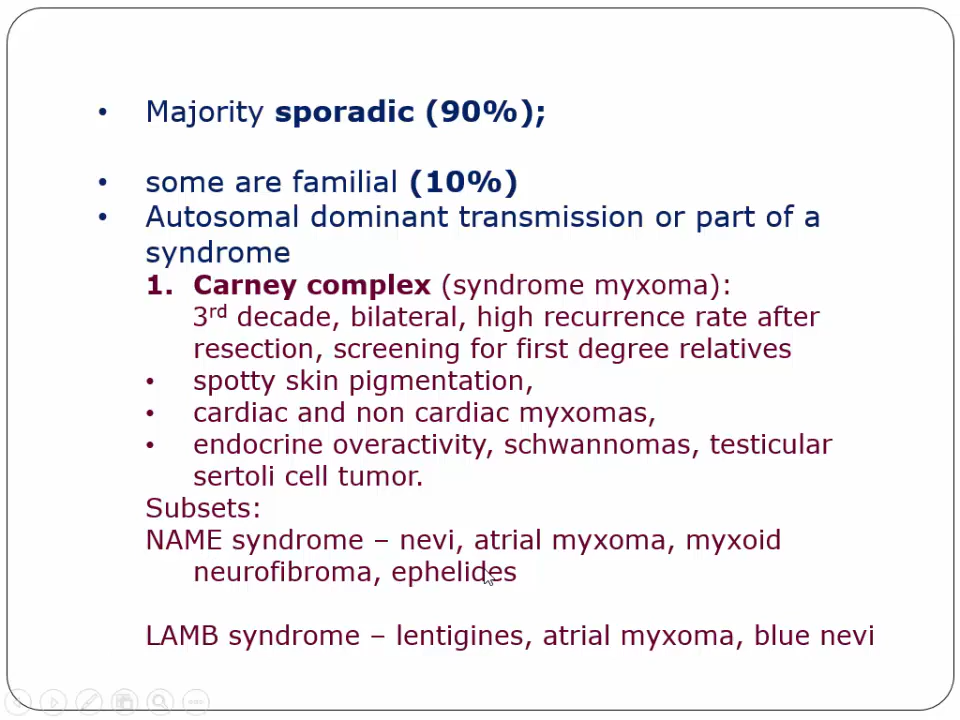 • Majority sporadic (90%);
• some are familial (10%)
• Autosomal dominant transmission or part of a
syndrome
1. Carney complex (syndrome myxoma):
3rd decade, bilateral, high recurrence rate after
resection, screening for first degree relatives
• spotty skin pigmentation,
• cardiac and non cardiac myxomas,
• endocrine overactivity, schwannomas, testicular
sertoli cell tumor.
Subsets:
NAME syndrome – nevi, atrial myxoma, myxoid
neurofibroma, ephelides
LAMB syndrome – lentigines, atrial myxoma, blue nevi